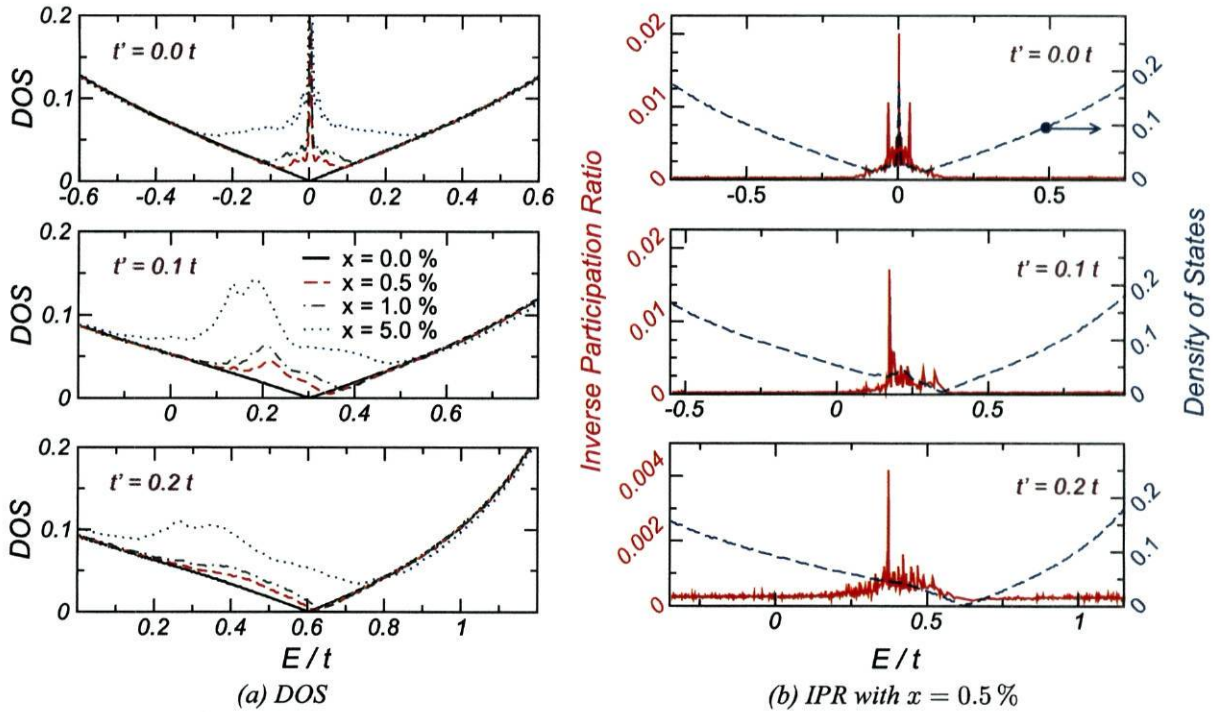 DOS
0.2
0.1
0
t' = 0.0 t
-0.6 -0.4 -0.2 0 0.2 0.4 0.6
DOS
0.2
0.1
0
t' = 0.1 t
x = 0.0 %
x = 0.5 %
x = 1.0 %
x = 5.0 %
0 0.2 0.4 0.6
DOS
0.2
0.1
0
t' = 0.2 t
0.2 0.4 0.6 0.8 1
E / t
(a) DOS
Inverse Participation Ratio
0.02
0.01
0
t' = 0.0 t
0.2
0.1
0
-0.5 0 0.5
0.02
0.01
0
t' = 0.1 t
0.2
0.1
0
-0.5 0 0.5
0.004
0.002
0
t' = 0.2 t
0.2
0.1
0
0 0.5 1
Density of States
E / t
(b) IPR with x = 0.5 %